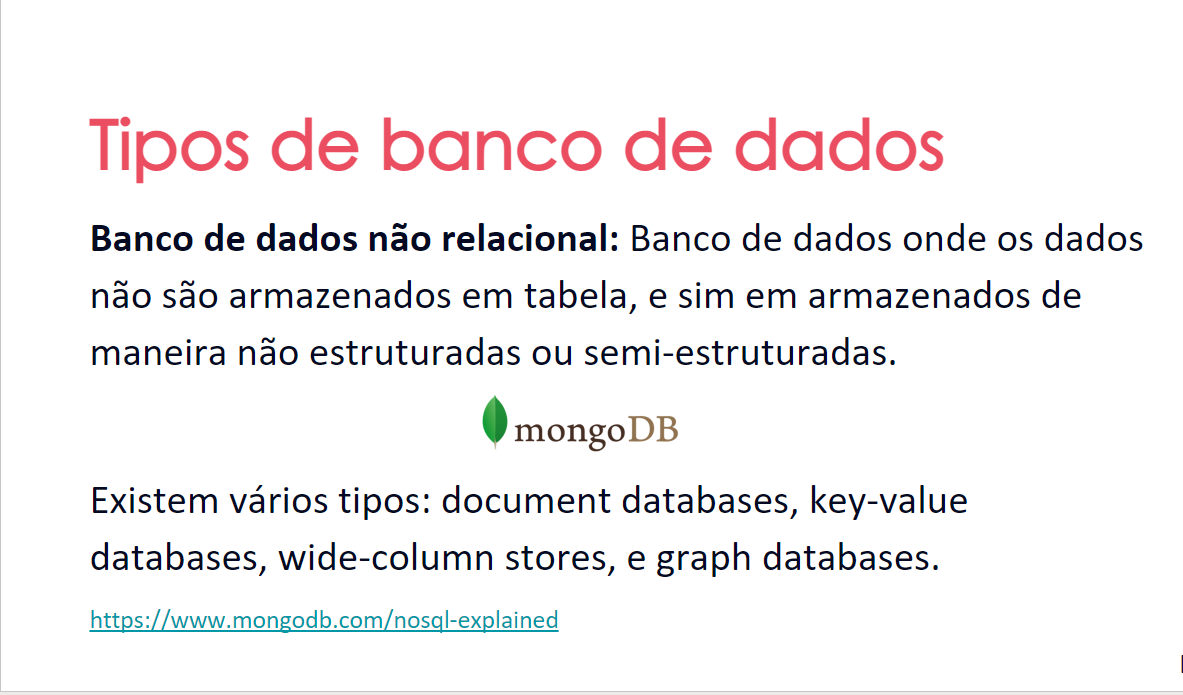 Tipos de banco de dados
Banco de dados não relacional: Banco de dados onde os dados
não são armazenados em tabela, e sim em armazenados de
maneira não estruturadas ou semi-estruturadas.
mongoDB
Existem vários tipos: document databases, key-value
databases, wide-column stores, e graph databases.
https://www.mongodb.com/nosql-explained